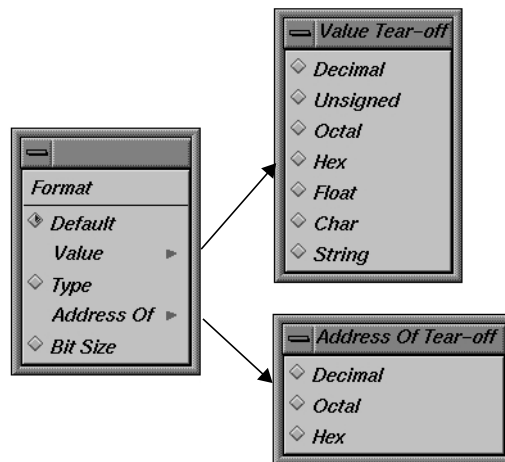 Format
Default
Value
Type
Address Of
Bit Size
Value Tear-off
Decimal
Unsigned
Octal
Hex
Float
Char
String
Address Of Tear-off
Decimal
Octal
Hex